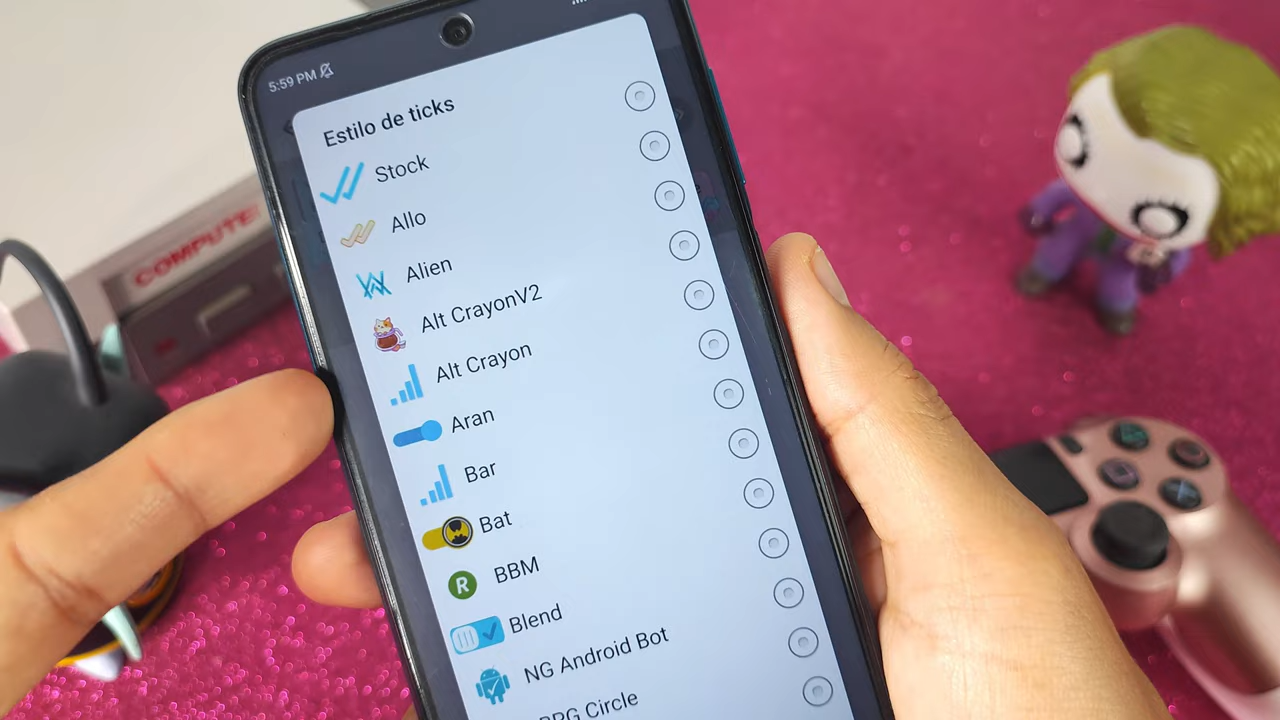 5:59 PM
Estilo de ticks
Stock
Allo
Alien
Alt CrayonV2
Alt Crayon
Aran
Bar
Bat
R
BBM
Blend
NG Android Bot
Circle
COMPUTE